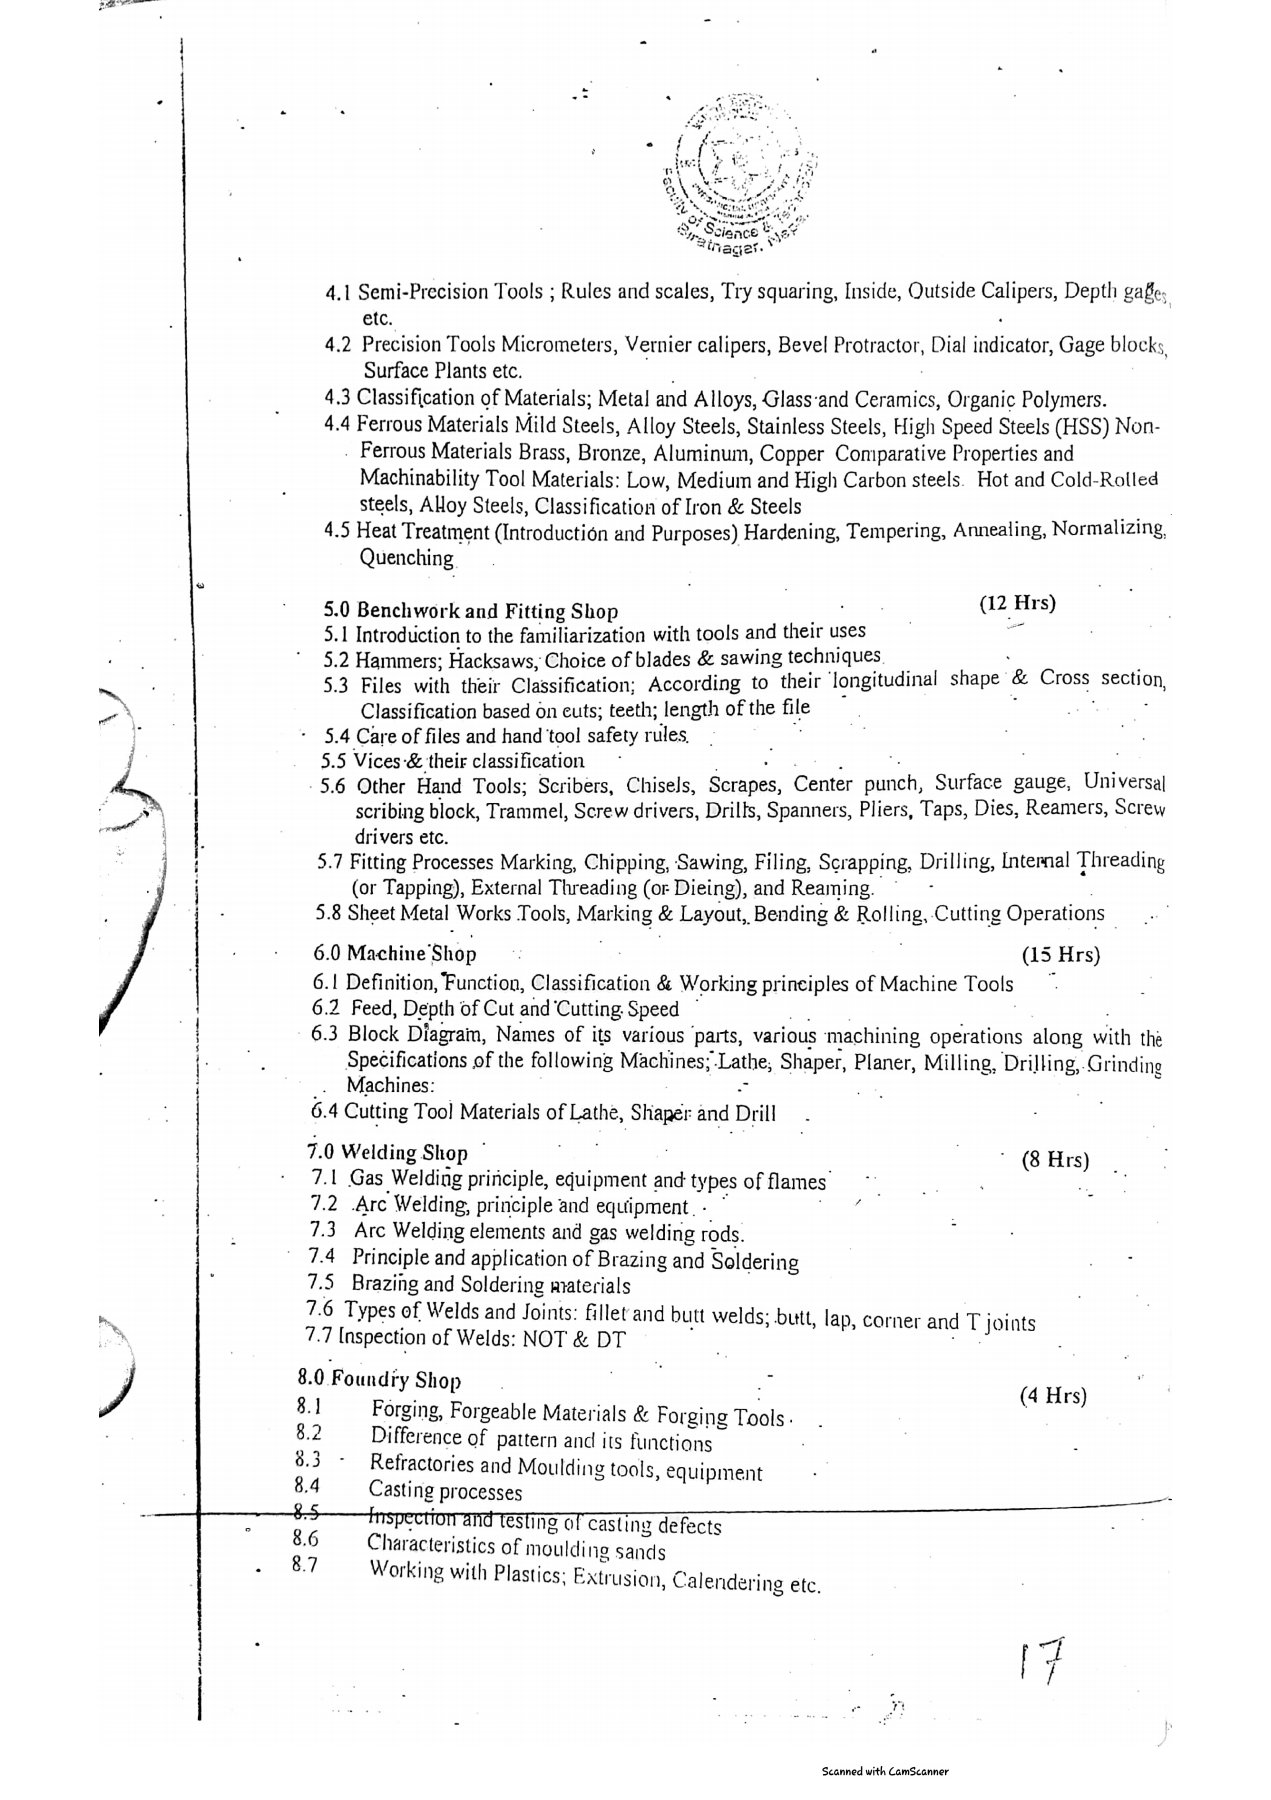 Faculty of Science & Technology
Biratnagar, Nepal
4.1 Semi-Precision Tools ; Rules and scales, Try squaring, Inside, Outside Calipers, Depth gages,
etc.
4.2 Precision Tools Micrometers, Vernier calipers, Bevel Protractor, Dial indicator, Gage blocks,
Surface Plants etc.
4.3 Classification of Materials; Metal and Alloys, Glass and Ceramics, Organic Polymers.
4.4 Ferrous Materials Mild Steels, Alloy Steels, Stainless Steels, High Speed Steels (HSS) Non-
Ferrous Materials Brass, Bronze, Aluminum, Copper Comparative Properties and
Machinability Tool Materials: Low, Medium and High Carbon steels. Hot and Cold-Rolled
steels, Alloy Steels, Classification of Iron & Steels
4.5 Heat Treatment (Introduction and Purposes) Hardening, Tempering, Annealing, Normalizing,
Quenching
5.0 Benchwork and Fitting Shop (12 Hrs)
5.1 Introduction to the familiarization with tools and their uses
5.2 Hammers; Hacksaws, Choice of blades & sawing techniques
5.3 Files with their Classification; According to their longitudinal shape & Cross section,
Classification based on cuts; teeth; length of the file
5.4 Care of files and hand tool safety rules.
5.5 Vices & their classification
5.6 Other Hand Tools; Scribers, Chisels, Scrapes, Center punch, Surface gauge, Universal
scribing block, Trammel, Screw drivers, Drills, Spanners, Pliers, Taps, Dies, Reamers, Screw
drivers etc.
5.7 Fitting Processes Marking, Chipping, Sawing, Filing, Scrapping, Drilling, Internal Threading
(or Tapping), External Threading (or Dieing), and Reaming.
5.8 Sheet Metal Works Tools, Marking & Layout, Bending & Rolling, Cutting Operations
6.0 Machine Shop (15 Hrs)
6.1 Definition, Function, Classification & Working principles of Machine Tools
6.2 Feed, Depth of Cut and Cutting Speed
6.3 Block Diagram, Names of its various parts, various machining operations along with the
Specifications of the following Machines; Lathe, Shaper, Planer, Milling, Drilling, Grinding
Machines:
6.4 Cutting Tool Materials of Lathe, Shaper and Drill
7.0 Welding Shop (8 Hrs)
7.1 Gas Welding principle, equipment and types of flames
7.2 Arc Welding, principle and equipment
7.3 Arc Welding elements and gas welding rods.
7.4 Principle and application of Brazing and Soldering
7.5 Brazing and Soldering materials
7.6 Types of Welds and Joints: fillet and butt welds; butt, lap, corner and T joints
7.7 Inspection of Welds: NOT & DT
8.0 Foundry Shop (4 Hrs)
8.1 Forging, Forgeable Materials & Forging Tools
8.2 Difference of pattern and its functions
8.3 Refractories and Moulding tools, equipment
8.4 Casting processes
8.5 Inspection and testing of casting defects
8.6 Characteristics of moulding sands
8.7 Working with Plastics; Extrusion, Calendering etc.
17
Scanned with CamScanner